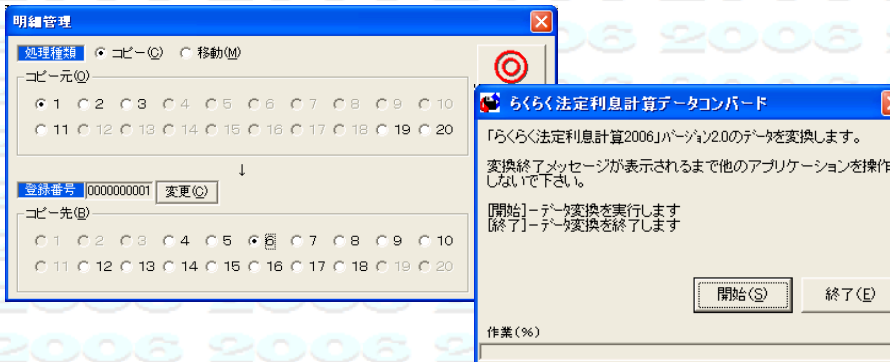 明細管理
処理種類 コピー(C) 移動(M)
コピー元(O)
1 2 3 4 5 6 7 8 9 10
11 12 13 14 15 16 17 18 19 20
↓
登録番号 0000000001 変更(C)
コピー先(B)
1 2 3 4 5 6 7 8 9 10
11 12 13 14 15 16 17 18 19 20
らくらく法定利息計算データコンバード
「らくらく法定利息計算2006」バージョン2.0のデータを変換します。
変換終了メッセージが表示されるまで他のアプリケーションを操作
しないで下さい。
[開始]－データ変換を実行します
[終了]－データ変換を終了します
開始(S) 終了(E)
作業(%)
2006 2006
2006 2006